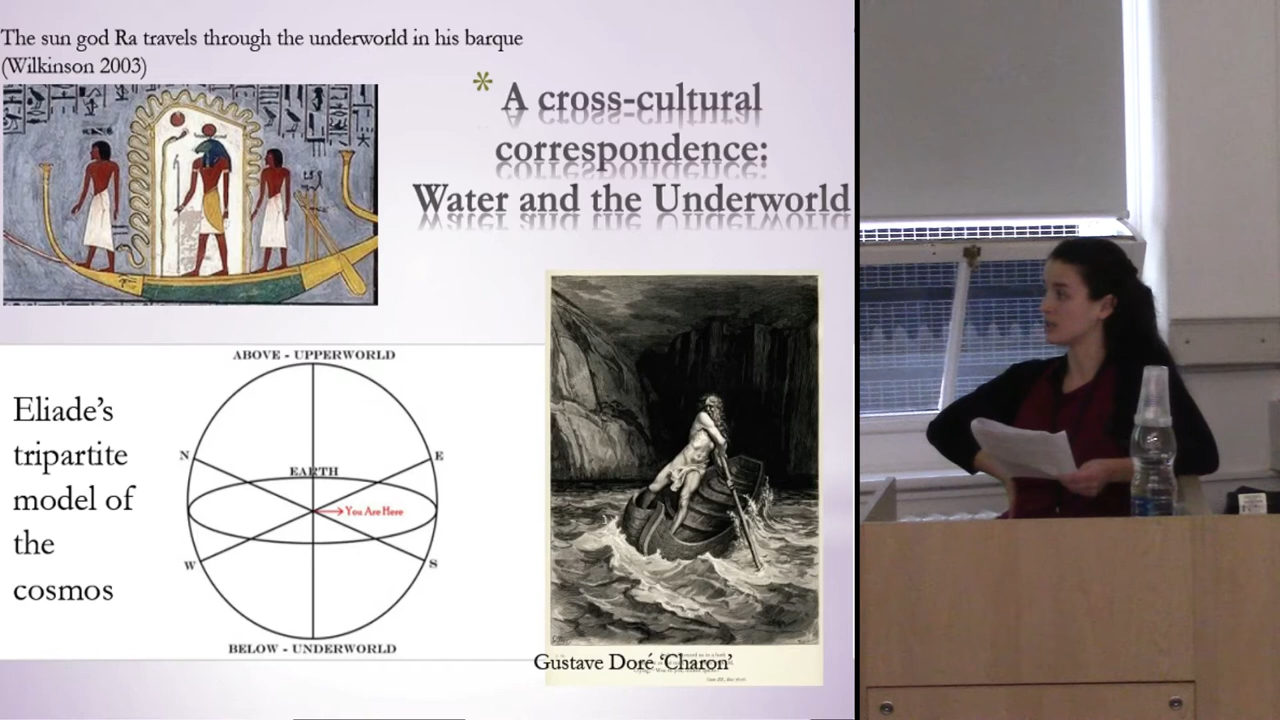 The sun god Ra travels through the underworld in his barque
(Wilkinson 2003)
* A cross-cultural
correspondence:
Water and the Underworld
Eliade's
tripartite
model of
the
cosmos
ABOVE - UPPERWORLD
N
E
EARTH
You Are Here
W
S
BELOW - UNDERWORLD
Gustave Doré 'Charon'